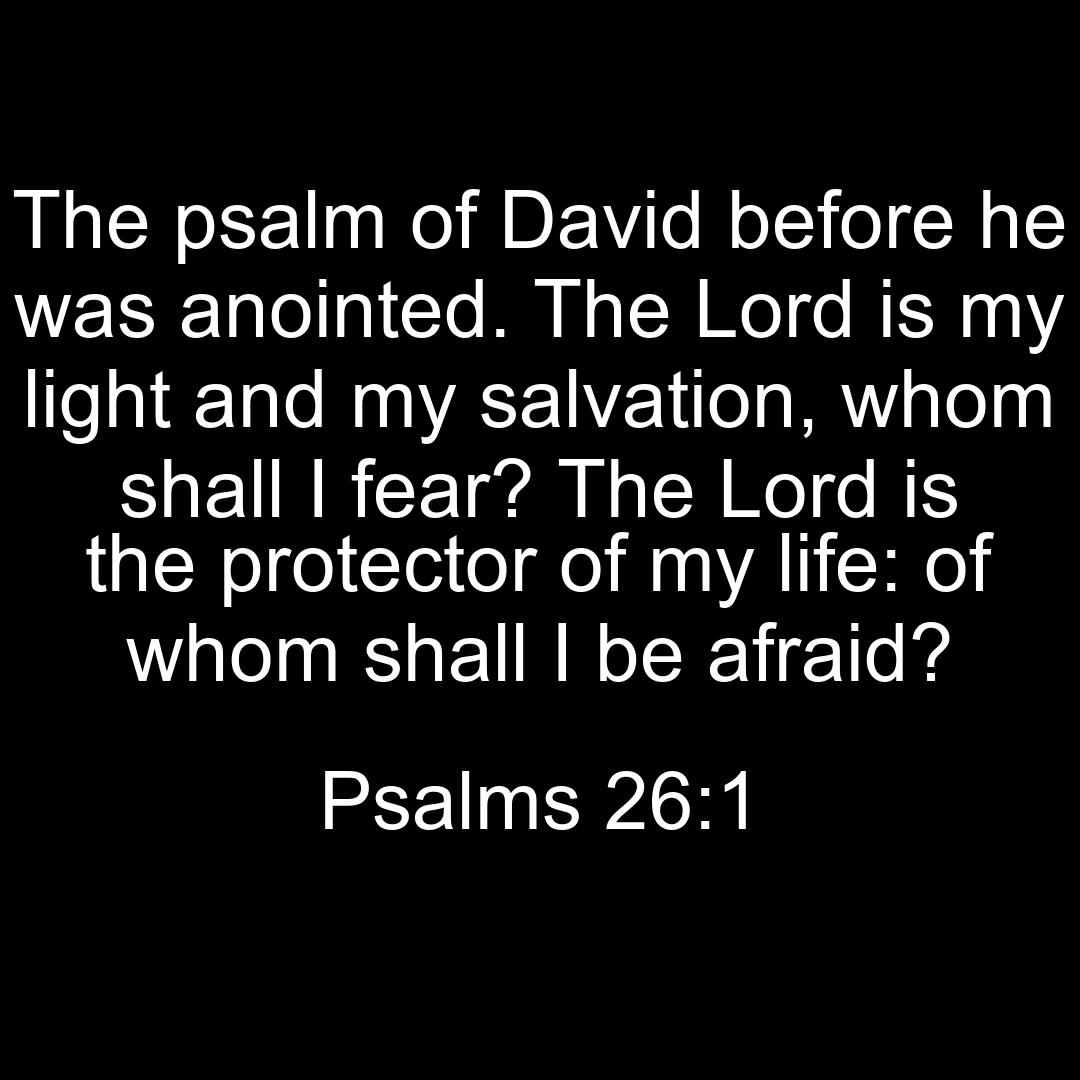 The psalm of David before he
was anointed. The Lord is my
light and my salvation, whom
shall I fear? The Lord is
the protector of my life: of
whom shall I be afraid?
Psalms 26:1